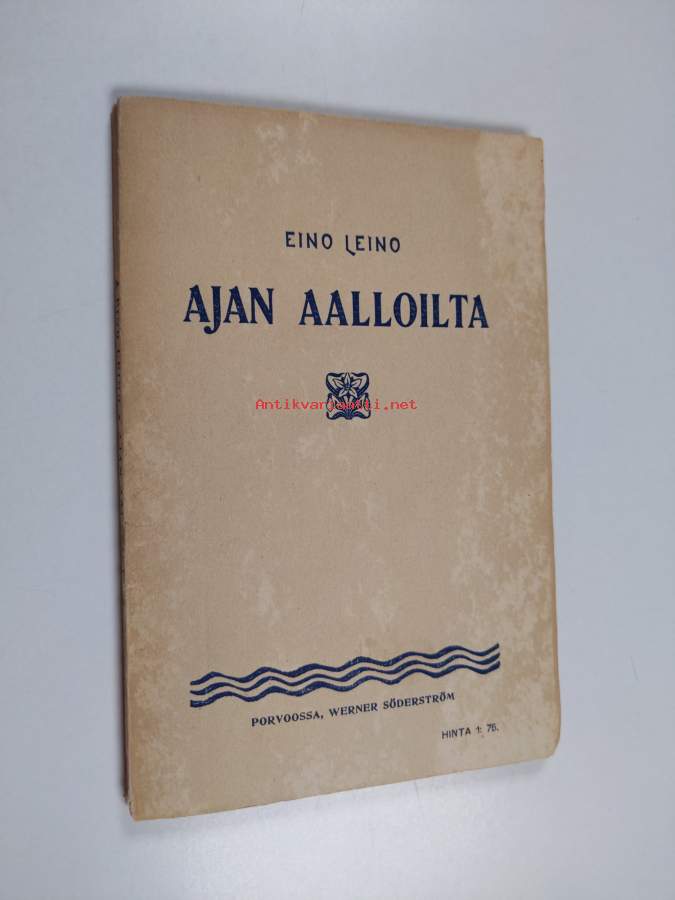 EINO LEINO
AJAN AALLOILTA
Antikvariaatti.net
PORVOOSSA, WERNER SÖDERSTRÖM
HINTA 1: 75.